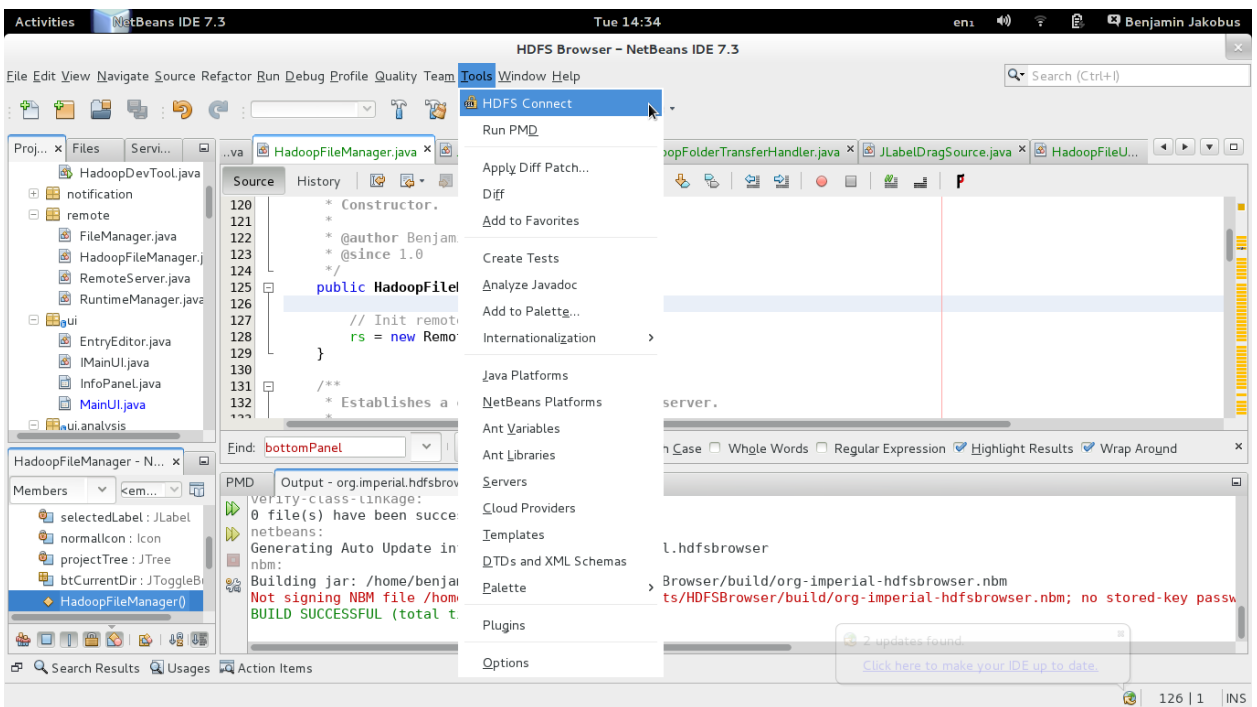 Activities NetBeans IDE 7.3 Tue 14:34 en₁ Benjamin Jakobus
HDFS Browser – NetBeans IDE 7.3
File Edit View Navigate Source Refactor Run Debug Profile Quality Team Tools Window Help Search (Ctrl+I)
HDFS Connect
Run PMD
Apply Diff Patch...
Diff
Add to Favorites
Create Tests
Analyze Javadoc
Add to Palette...
Internationalization
Java Platforms
NetBeans Platforms
Ant Variables
Ant Libraries
Servers
Cloud Providers
Templates
DTDs and XML Schemas
Palette
Plugins
Options
Proj... Files Servi...
HadoopDevTool.java
notification
remote
FileManager.java
HadoopFileManager.j
RemoteServer.java
RuntimeManager.java
ui
EntryEditor.java
IMainUI.java
InfoPanel.java
MainUI.java
ui.analysis
..va HadoopFileManager.java oopFolderTransferHandler.java JLabelDragSource.java HadoopFileU...
Source History
120 * Constructor.
121 *
122 * @author Benjam
123 * @since 1.0
124 */
125 public HadoopFile
126
127 // Init remot
128 rs = new Remo
129 }
130
131 /**
132 * Establishes a server.
133 *
Find: bottomPanel h Case Whole Words Regular Expression Highlight Results Wrap Around
HadoopFileManager - N...
Members <em...
selectedLabel : JLabel
normalIcon : Icon
projectTree : JTree
btCurrentDir : JToggleB
HadoopFileManager()
PMD Output - org.imperial.hdfsbrow
verify-class-linkage:
0 file(s) have been succe
netbeans:
Generating Auto Update in l.hdfsbrowser
nbm:
Building jar: /home/benja Browser/build/org-imperial-hdfsbrowser.nbm
Not signing NBM file /hom ts/HDFSBrowser/build/org-imperial-hdfsbrowser.nbm; no stored-key passw
BUILD SUCCESSFUL (total t
2 updates found.
Click here to make your IDE up to date.
Search Results Usages Action Items
126 | 1 INS